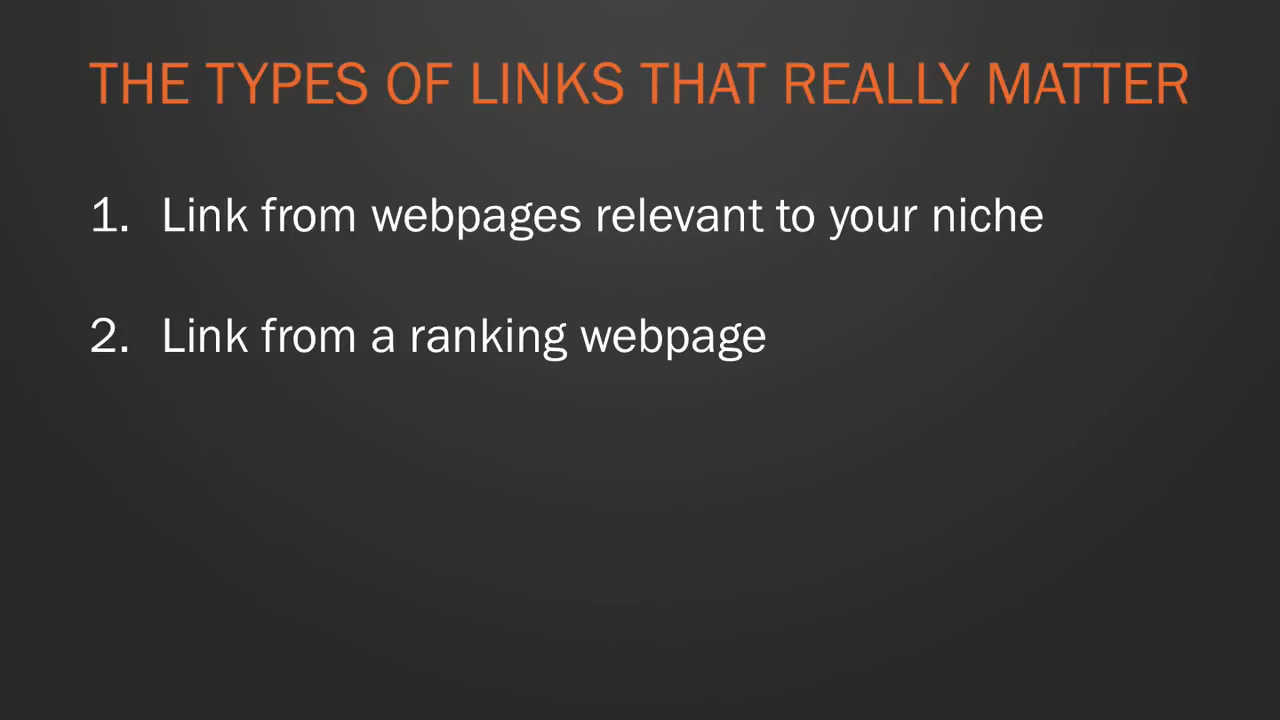 THE TYPES OF LINKS THAT REALLY MATTER
1. Link from webpages relevant to your niche
2. Link from a ranking webpage